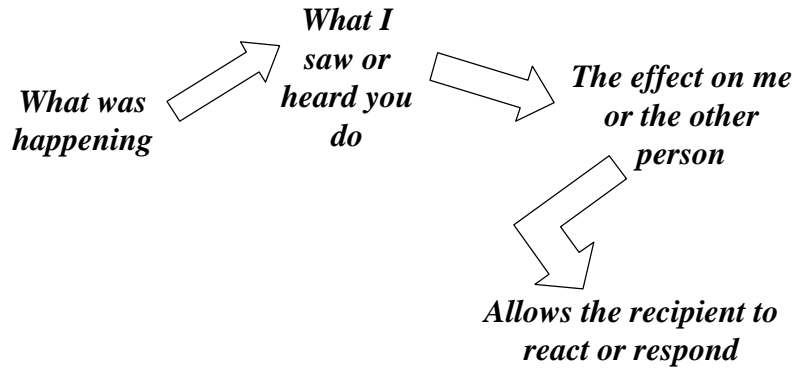 What was
happening
What I
saw or
heard you
do
The effect on me
or the other
person
Allows the recipient to
react or respond